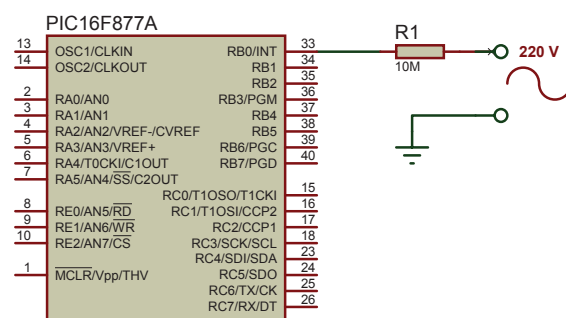 PIC16F877A
13 OSC1/CLKIN
14 OSC2/CLKOUT
2 RA0/AN0
3 RA1/AN1
4 RA2/AN2/VREF-/CVREF
5 RA3/AN3/VREF+
6 RA4/T0CKI/C1OUT
7 RA5/AN4/SS/C2OUT
8 RE0/AN5/RD
9 RE1/AN6/WR
10 RE2/AN7/CS
1 MCLR/Vpp/THV
RB0/INT 33
RB1 34
RB2 35
RB3/PGM 36
RB4 37
RB5 38
RB6/PGC 39
RB7/PGD 40
RC0/T1OSO/T1CKI 15
RC1/T1OSI/CCP2 16
RC2/CCP1 17
RC3/SCK/SCL 18
RC4/SDI/SDA 23
RC5/SDO 24
RC6/TX/CK 25
RC7/RX/DT 26
R1
10M
220 V